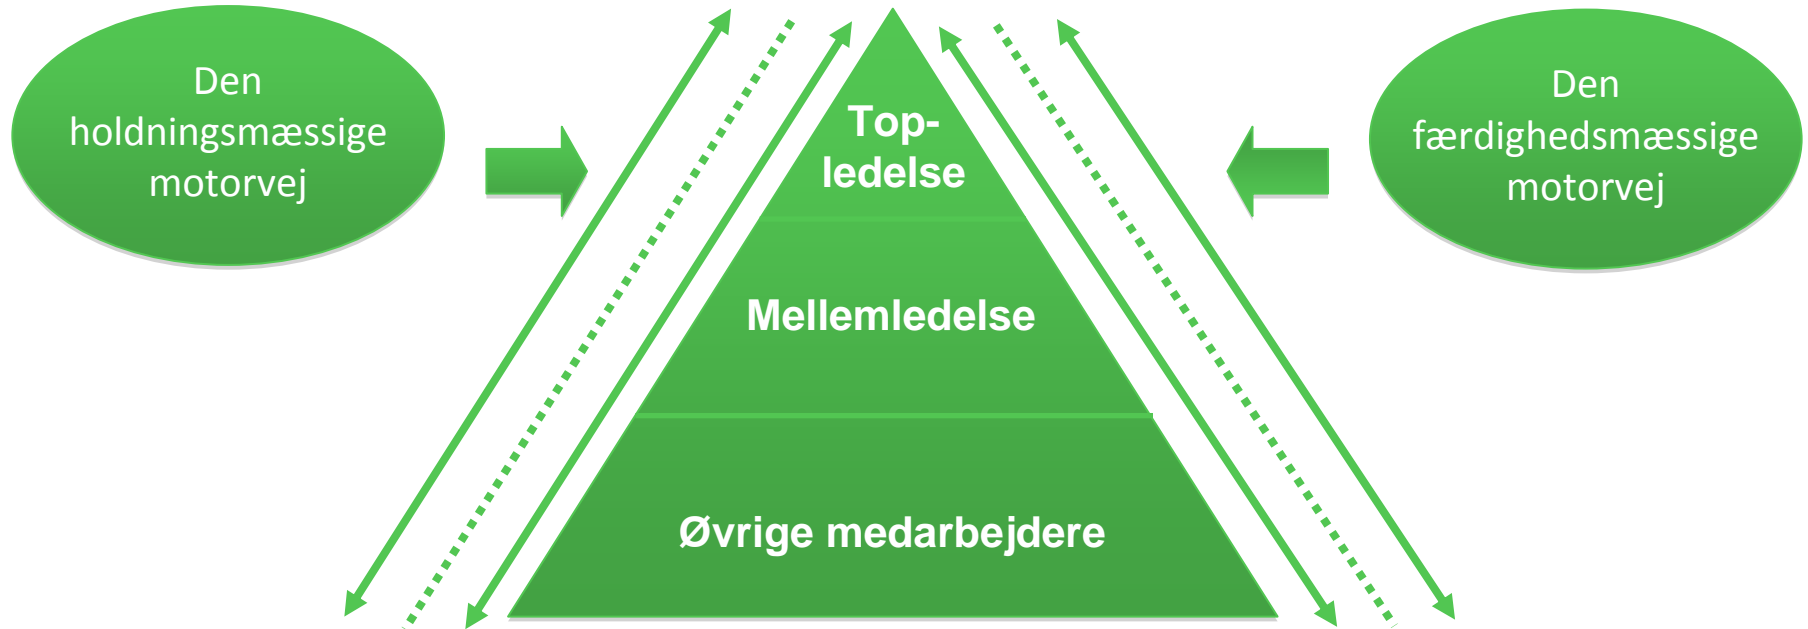 Den
holdningsmæssige
motorvej
Top-
ledelse
Mellemledelse
Øvrige medarbejdere
Den
færdighedsmæssige
motorvej